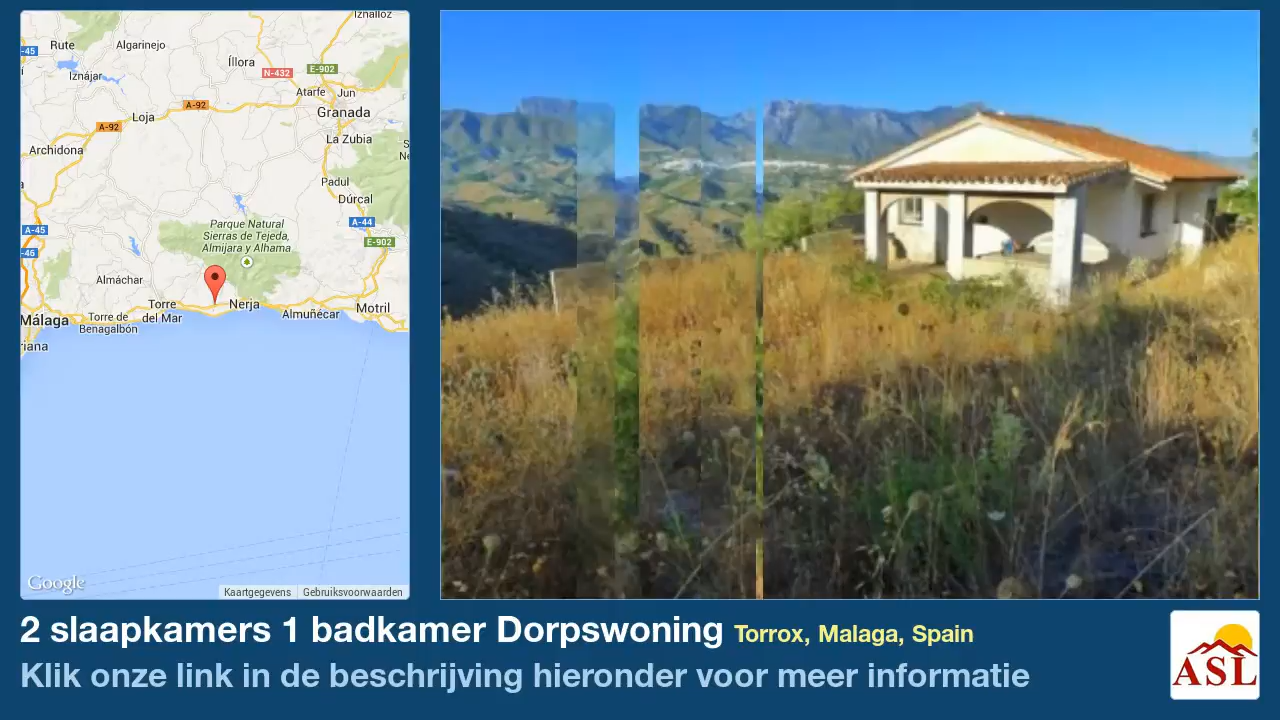 Iznalloz
Rute
Algarinejo
-45
Iznájar
Íllora
N-432
E-902
Atarfe
Jun
A-92
Loja
Granada
A-92
La Zubia
Archidona
Padul
Dúrcal
A-45
A-44
Parque Natural
Sierras de Tejeda,
Almijara y Alhama
E-902
-45
Almáchar
Torre
del Mar
Nerja
Motril
Almuñécar
Málaga
Torre de
Benagalbón
riana
Google
Kaartgegevens
Gebruiksvoorwaarden
2 slaapkamers 1 badkamer Dorpswoning Torrox, Malaga, Spain
Klik onze link in de beschrijving hieronder voor meer informatie
ASL